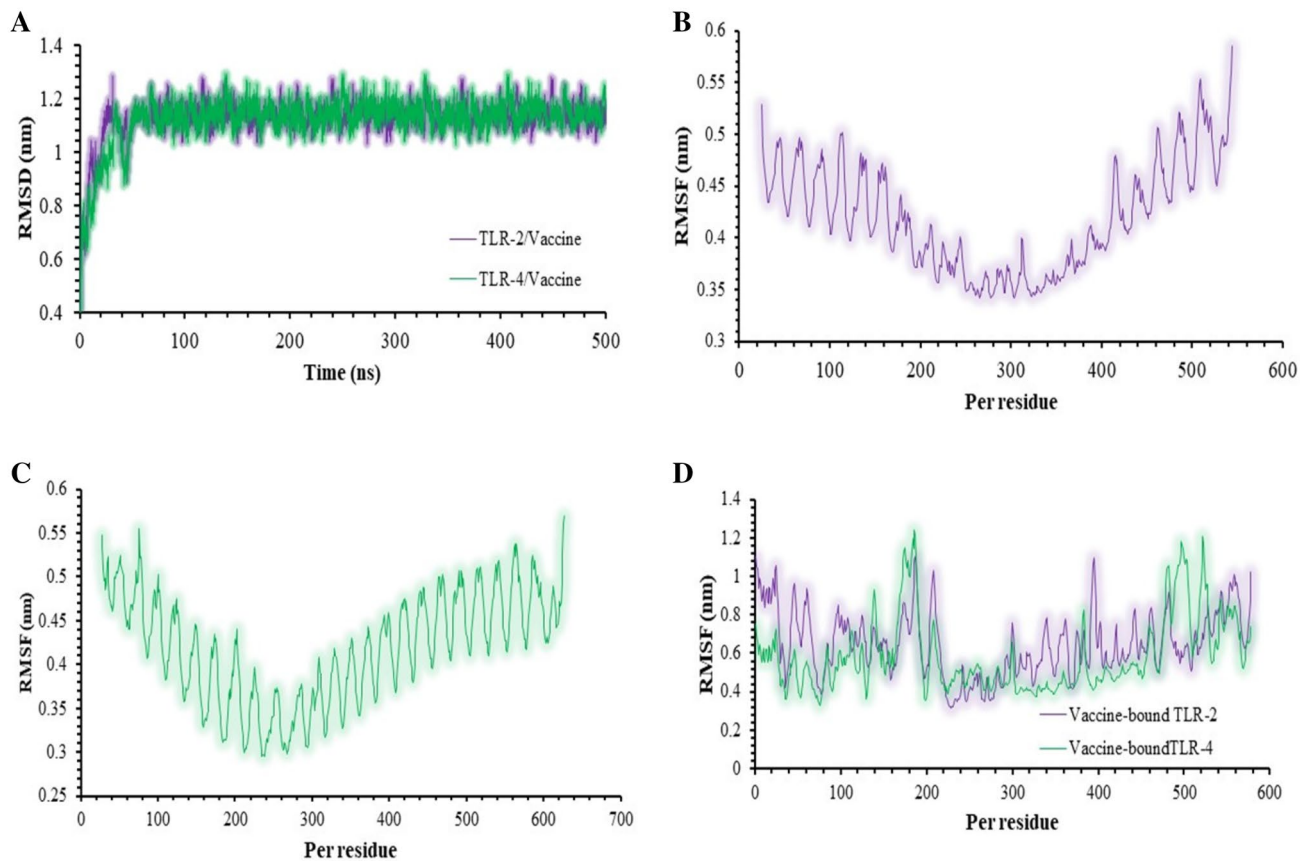 A
RMSD (nm)
1.4
1.2
1
0.8
0.6
0.4
0 100 200 300 400 500
Time (ns)
TLR-2/Vaccine
TLR-4/Vaccine
B
RMSF (nm)
0.6
0.55
0.5
0.45
0.4
0.35
0.3
0 100 200 300 400 500 600
Per residue
C
RMSF (nm)
0.6
0.55
0.5
0.45
0.4
0.35
0.3
0.25
0 100 200 300 400 500 600 700
Per residue
D
RMSF (nm)
1.4
1.2
1
0.8
0.6
0.4
0.2
0
0 100 200 300 400 500 600
Per residue
Vaccine-bound TLR-2
Vaccine-boundTLR-4